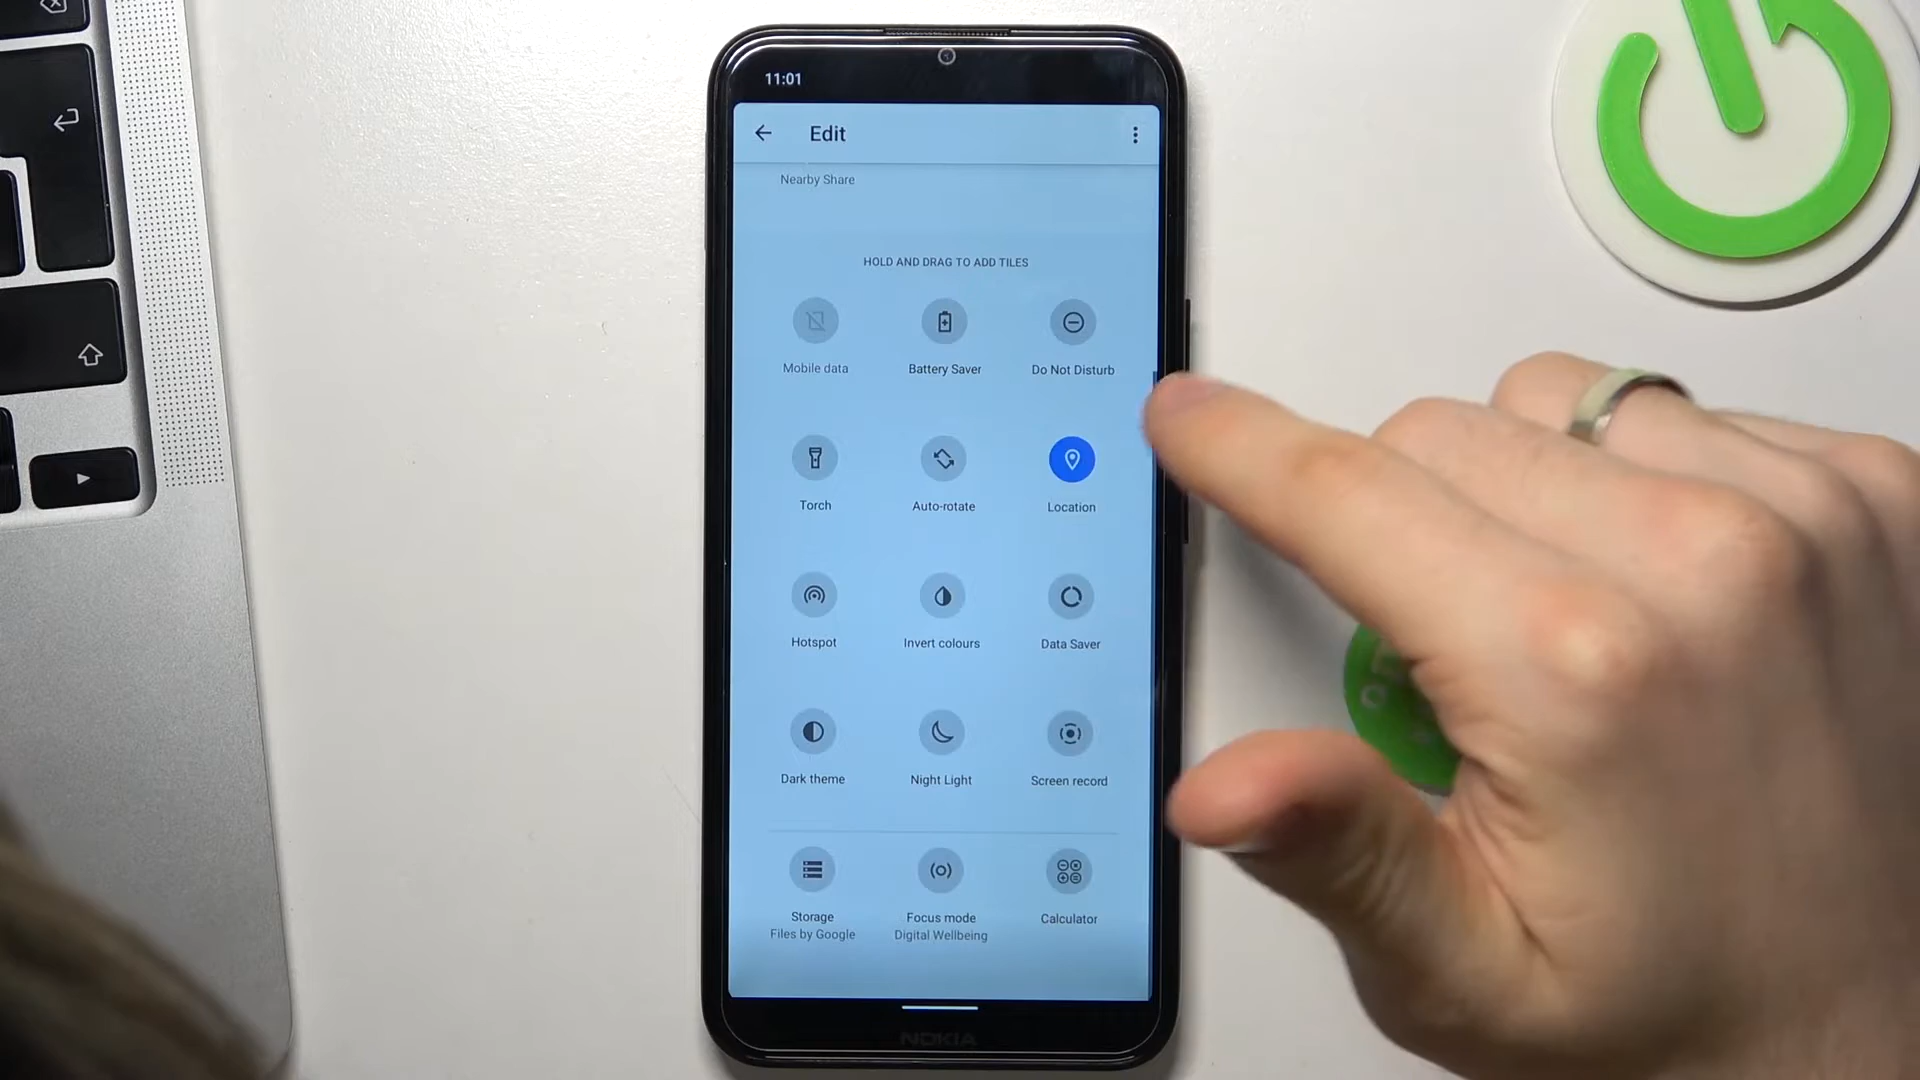 11:01
Edit
Nearby Share
HOLD AND DRAG TO ADD TILES
Mobile data
Battery Saver
Do Not Disturb
Torch
Auto-rotate
Location
Hotspot
Invert colours
Data Saver
Dark theme
Night Light
Screen record
Storage
Files by Google
Focus mode
Digital Wellbeing
Calculator
NOKIA